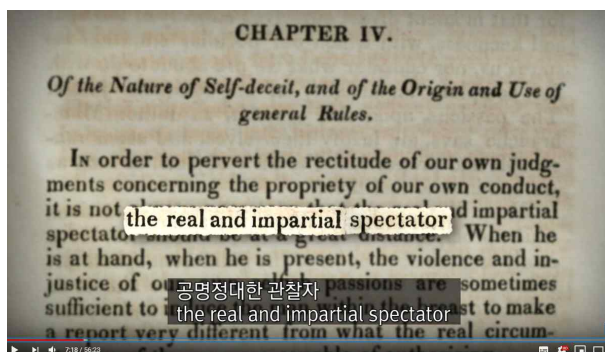 CHAPTER IV.
Of the Nature of Self-deceit, and of the Origin and Use of
general Rules.
In order to pervert the rectitude of our own judg-
ments concerning the propriety of our own conduct,
it is not
the real and impartial spectator
d impartial
spectator should be at a great distance. When he
is at hand, when he is present, the violence and in-
justice of ou passions are sometimes
공명정대한 관찰자
sufficient to in east to make
the real and impartial spectator
a report very different from what the real circum-
7:18 / 56:23